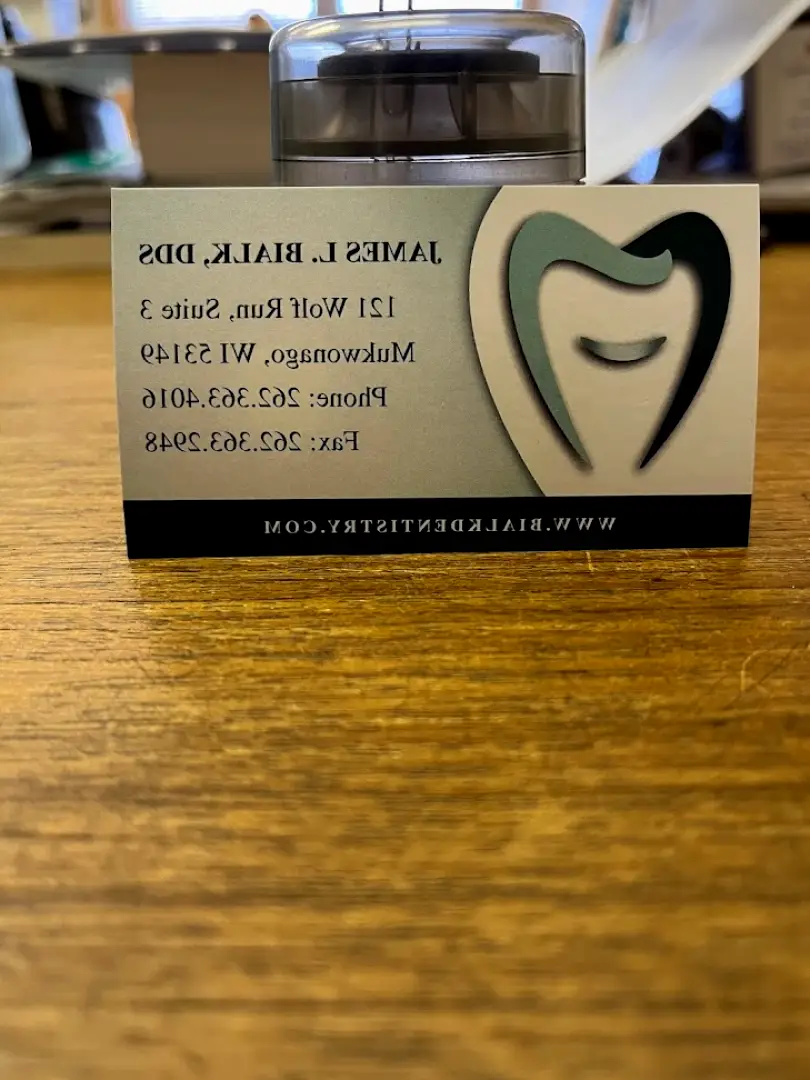 JAMES L. BIALK, DDS
121 Wolf Run, Suite 3
Mukwonago, WI 53149
Phone: 262.363.4016
Fax: 262.363.2948
WWW.BIALKDENTISTRY.COM